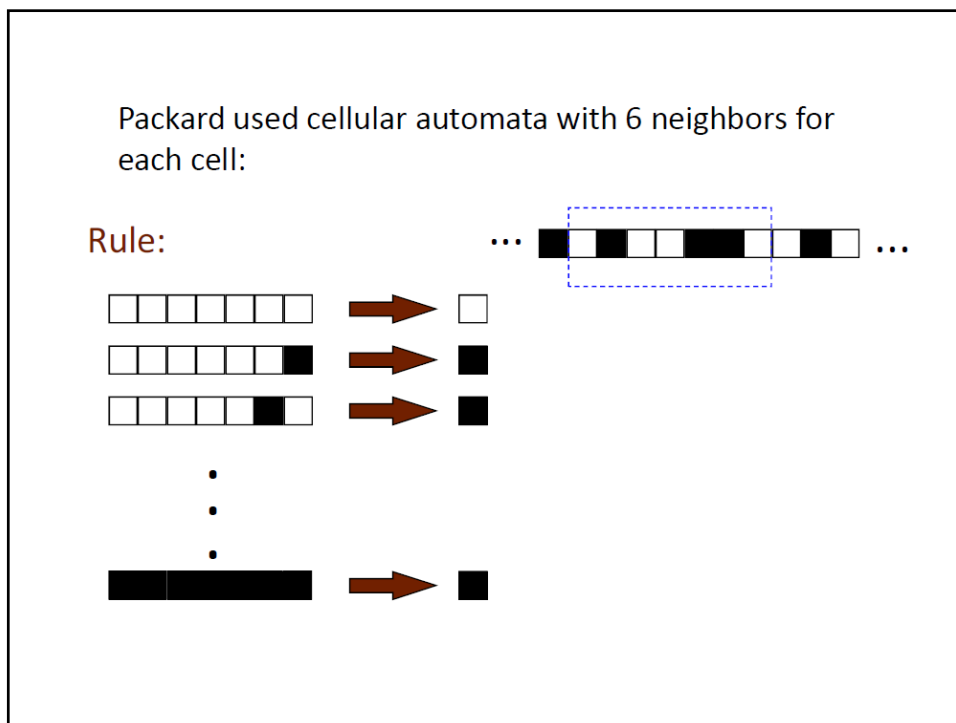 Packard used cellular automata with 6 neighbors for
each cell:
Rule:
... ...